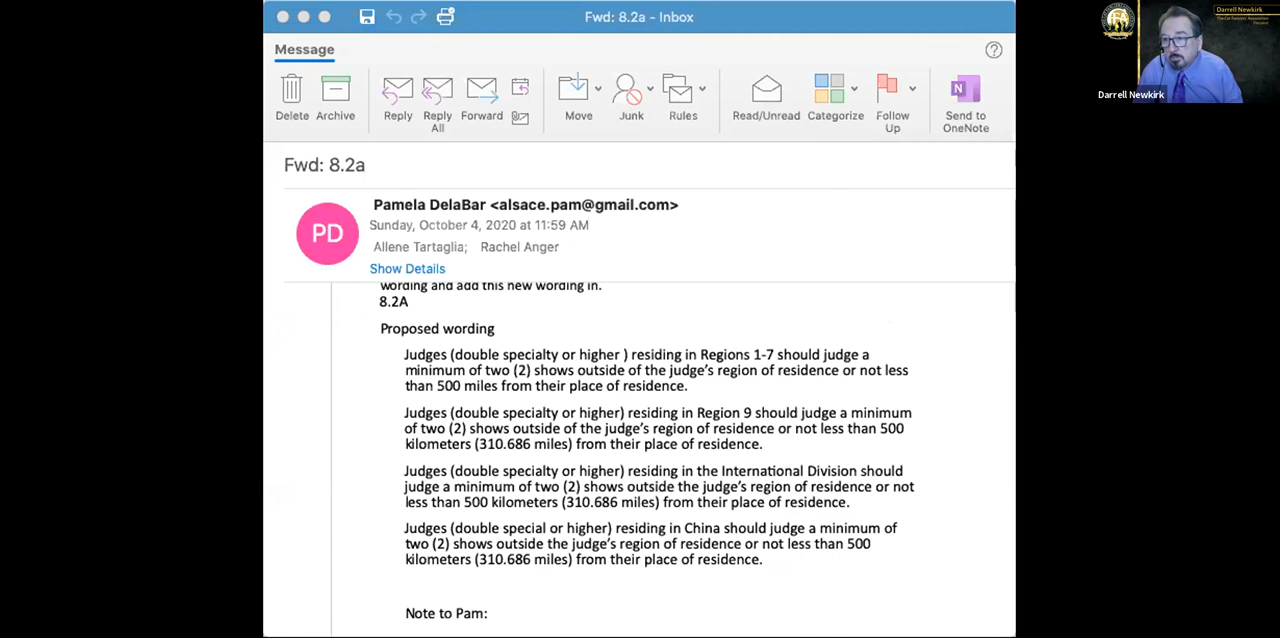 Fwd: 8.2a - Inbox
Message
Delete
Archive
Reply
Reply
All
Forward
Move
Junk
Rules
Read/Unread
Categorize
Follow
Up
N
Send to
OneNote
Fwd: 8.2a
PD
Pamela DelaBar <alsace.pam@gmail.com>
Sunday, October 4, 2020 at 11:59 AM
Allene Tartaglia; Rachel Anger
Show Details
wording and add this new wording in.
8.2A
Proposed wording
Judges (double specialty or higher ) residing in Regions 1-7 should judge a
minimum of two (2) shows outside of the judge's region of residence or not less
than 500 miles from their place of residence.
Judges (double specialty or higher) residing in Region 9 should judge a minimum
of two (2) shows outside of the judge's region of residence or not less than 500
kilometers (310.686 miles) from their place of residence.
Judges (double specialty or higher) residing in the International Division should
judge a minimum of two (2) shows outside the judge's region of residence or not
less than 500 kilometers (310.686 miles) from their place of residence.
Judges (double special or higher) residing in China should judge a minimum of
two (2) shows outside the judge's region of residence or not less than 500
kilometers (310.686 miles) from their place of residence.
Note to Pam:
Darrell Newkirk
The Cat Fanciers' Association
President
Darrell Newkirk